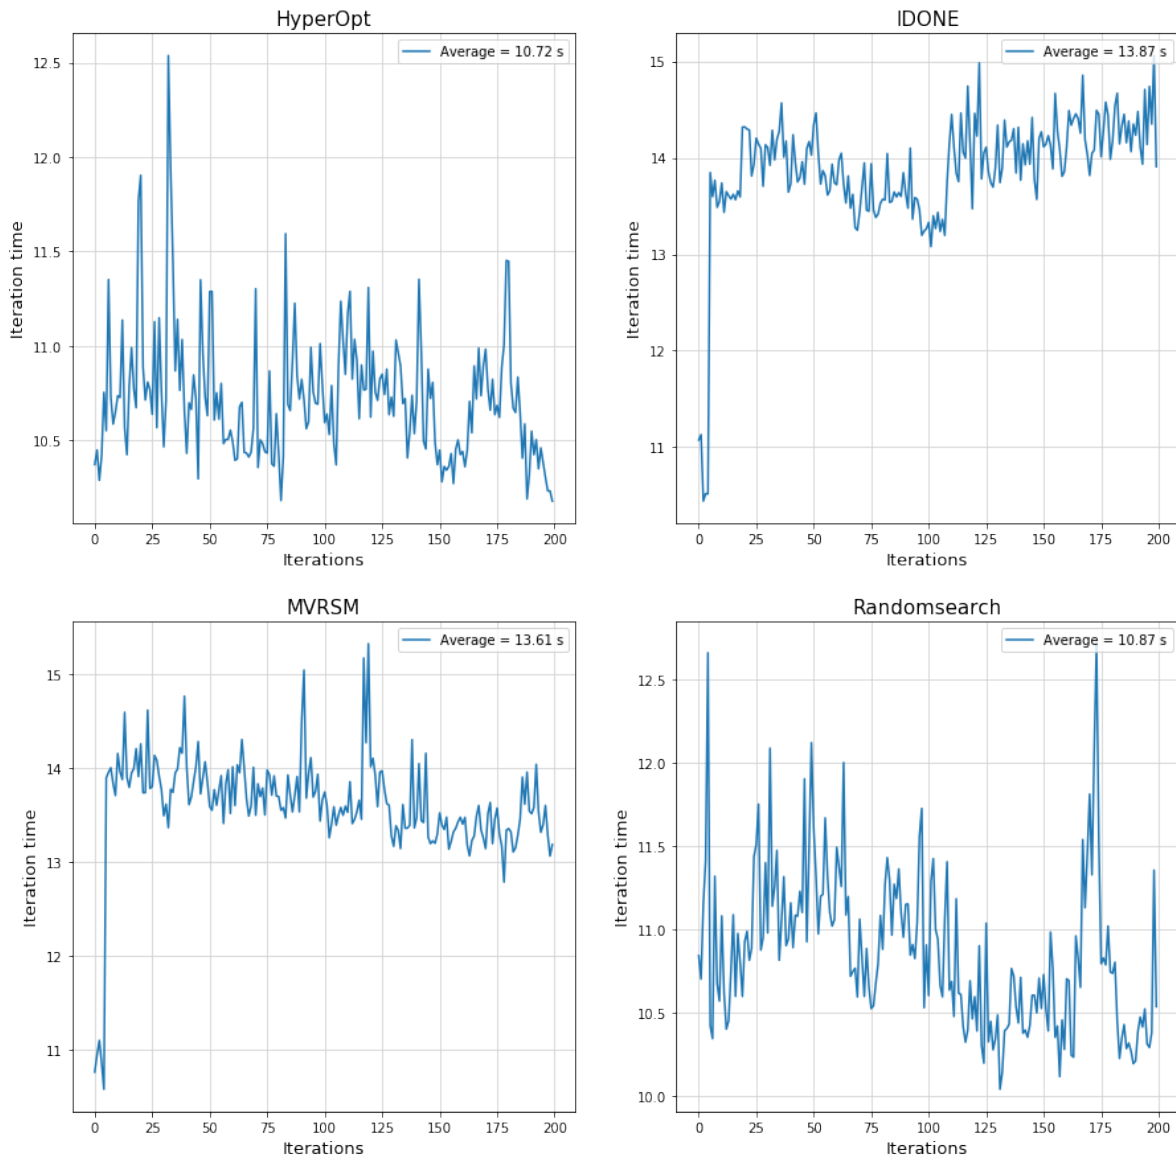 HyperOpt
Average = 10.72 s
Iteration time
12.5
12.0
11.5
11.0
10.5
0 25 50 75 100 125 150 175 200
Iterations
IDONE
Average = 13.87 s
Iteration time
15
14
13
12
11
0 25 50 75 100 125 150 175 200
Iterations
MVRSM
Average = 13.61 s
Iteration time
15
14
13
12
11
0 25 50 75 100 125 150 175 200
Iterations
Randomsearch
Average = 10.87 s
Iteration time
12.5
12.0
11.5
11.0
10.5
10.0
0 25 50 75 100 125 150 175 200
Iterations